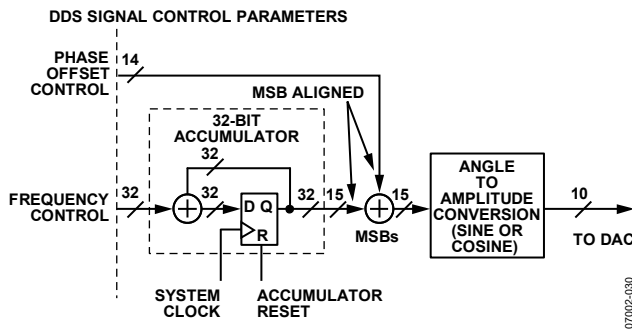 DDS SIGNAL CONTROL PARAMETERS
PHASE
OFFSET
CONTROL
14
MSB ALIGNED
32-BIT
ACCUMULATOR
32
FREQUENCY
CONTROL
32
32
D Q
R
32
15
MSBs
15
ANGLE
TO
AMPLITUDE
CONVERSION
(SINE OR
COSINE)
10
TO DAC
SYSTEM
CLOCK
ACCUMULATOR
RESET
07002-030